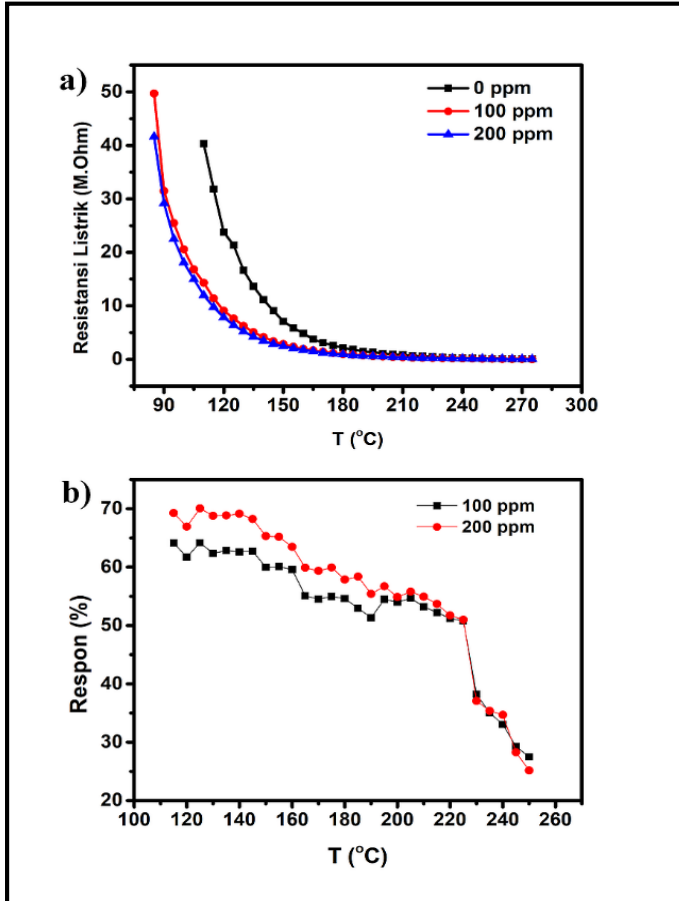 a)
0 ppm
100 ppm
200 ppm
Resistansi Listrik (M.Ohm)
50
40
30
20
10
0
90 120 150 180 210 240 270 300
T (°C)
b)
100 ppm
200 ppm
Respon (%)
70
60
50
40
30
20
100 120 140 160 180 200 220 240 260
T (°C)